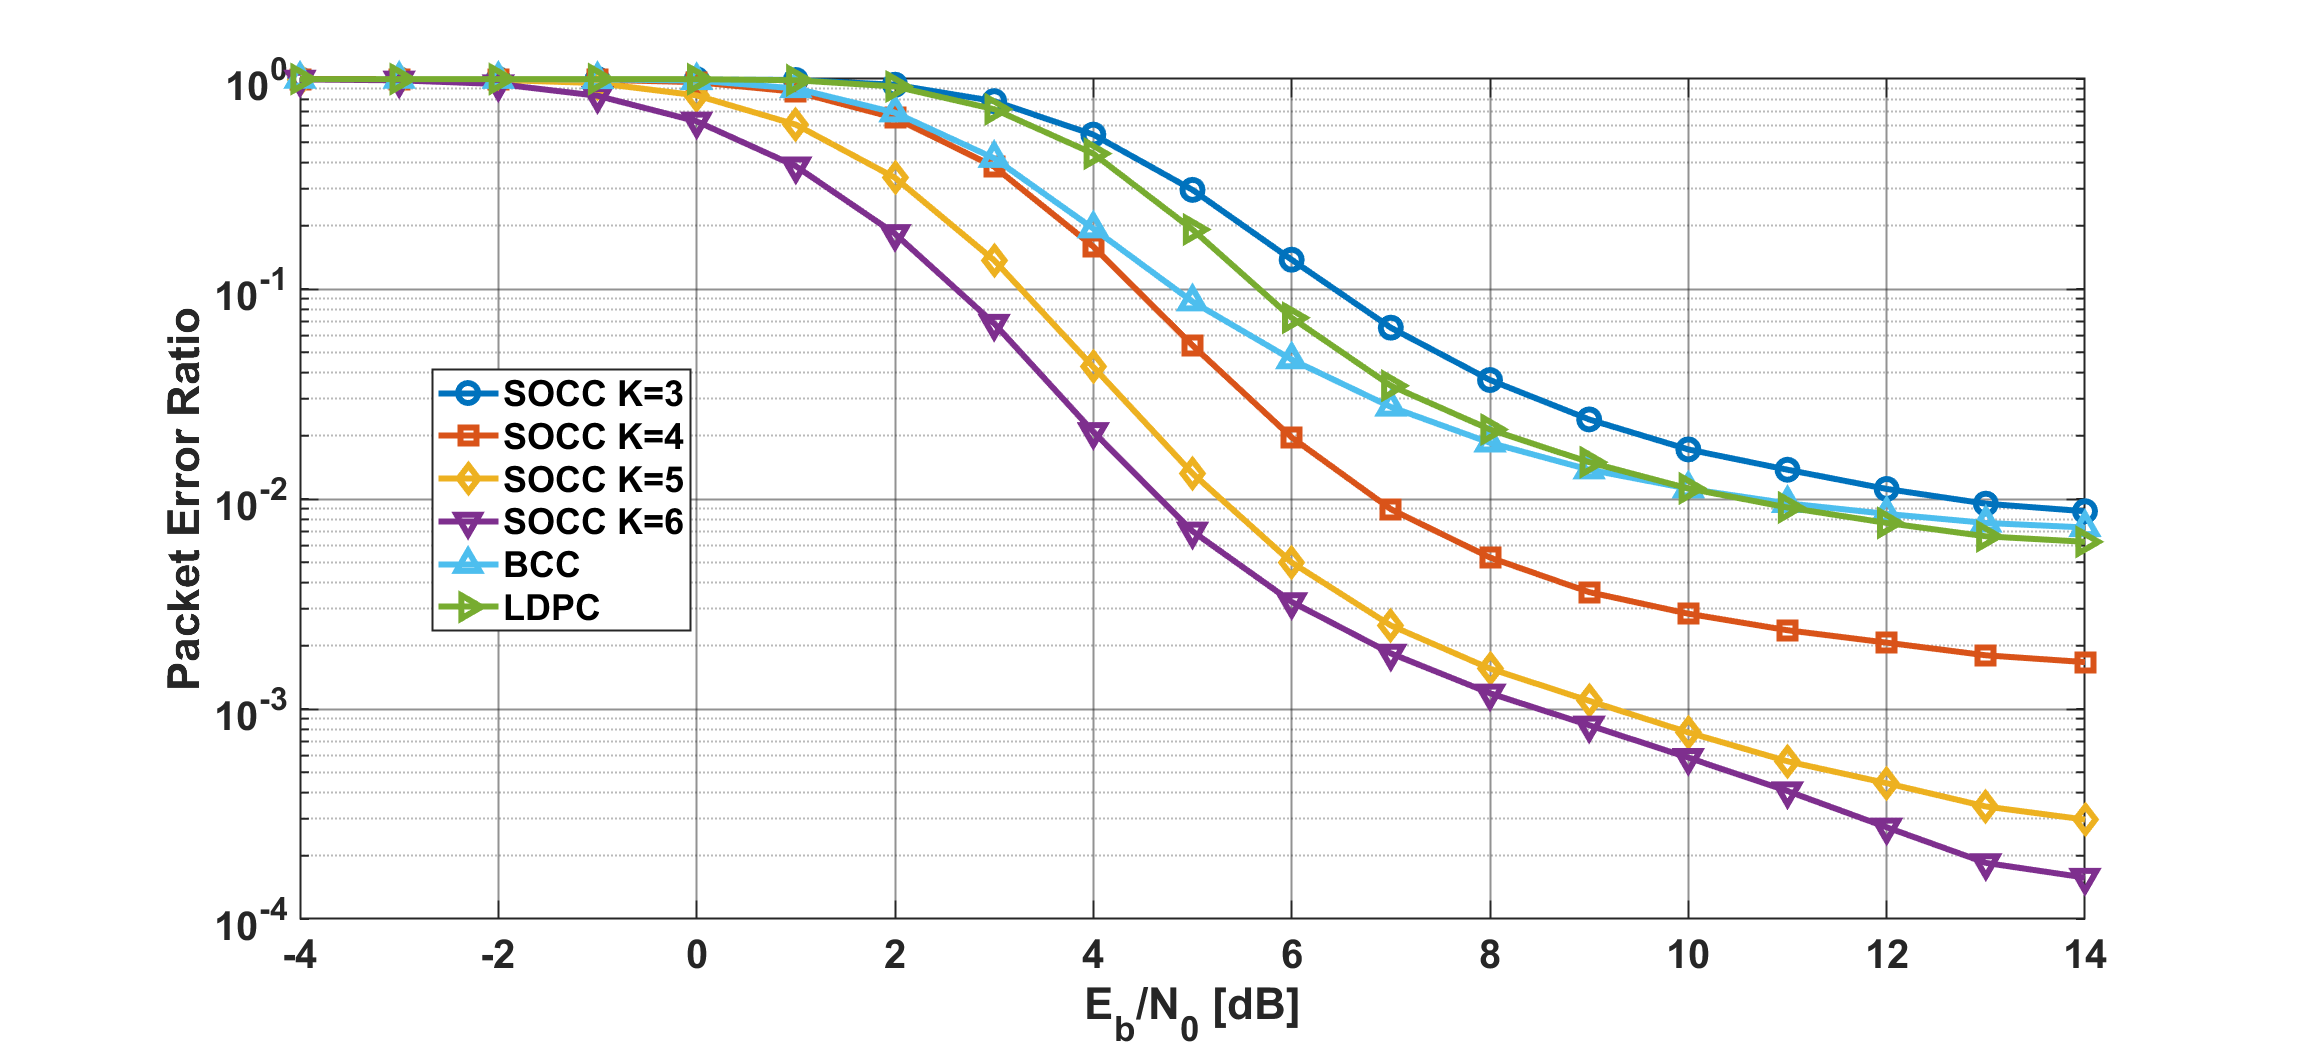 10^0
10^-1
10^-2
10^-3
10^-4
Packet Error Ratio
SOCC K=3
SOCC K=4
SOCC K=5
SOCC K=6
BCC
LDPC
-4 -2 0 2 4 6 8 10 12 14
E_b/N_0 [dB]